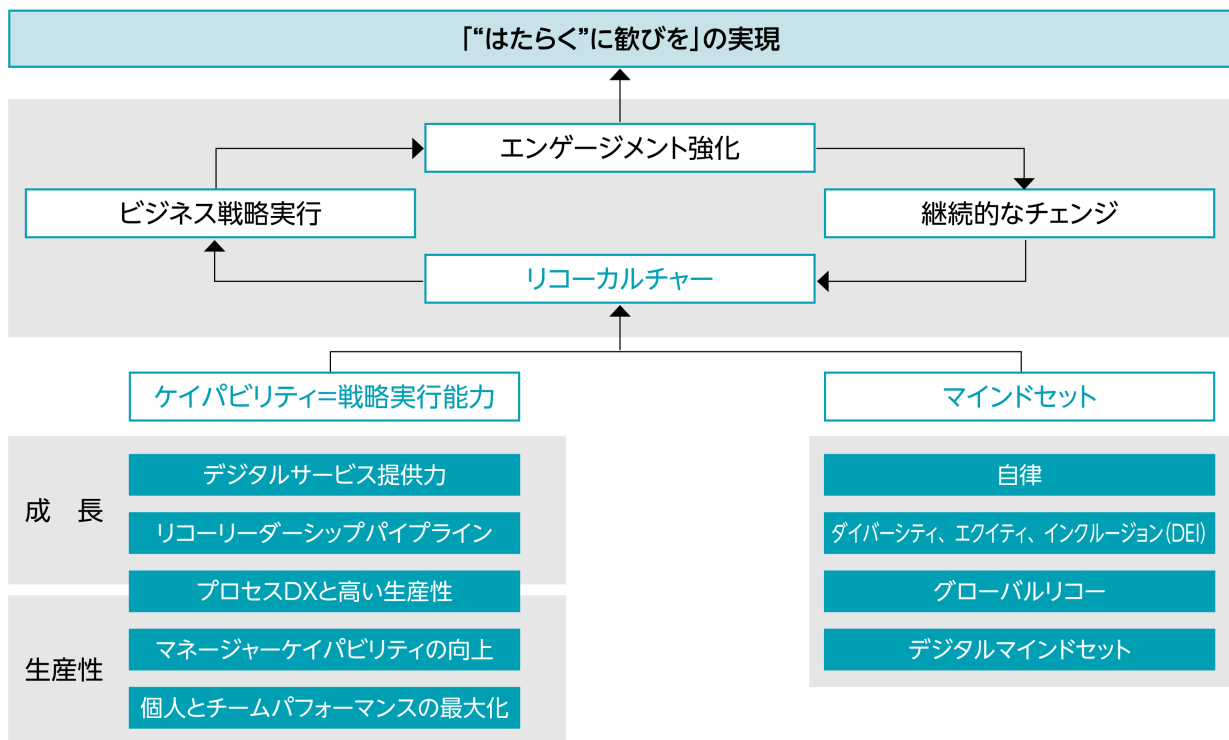 「“はたらく”に歓びを」の実現
エンゲージメント強化
ビジネス戦略実行
継続的なチェンジ
リコーカルチャー
ケイパビリティ=戦略実行能力
マインドセット
成 長
デジタルサービス提供力
リコーリーダーシップパイプライン
プロセスDXと高い生産性
生産性
マネージャーケイパビリティの向上
個人とチームパフォーマンスの最大化
自律
ダイバーシティ、エクイティ、インクルージョン(DEI)
グローバルリコー
デジタルマインドセット